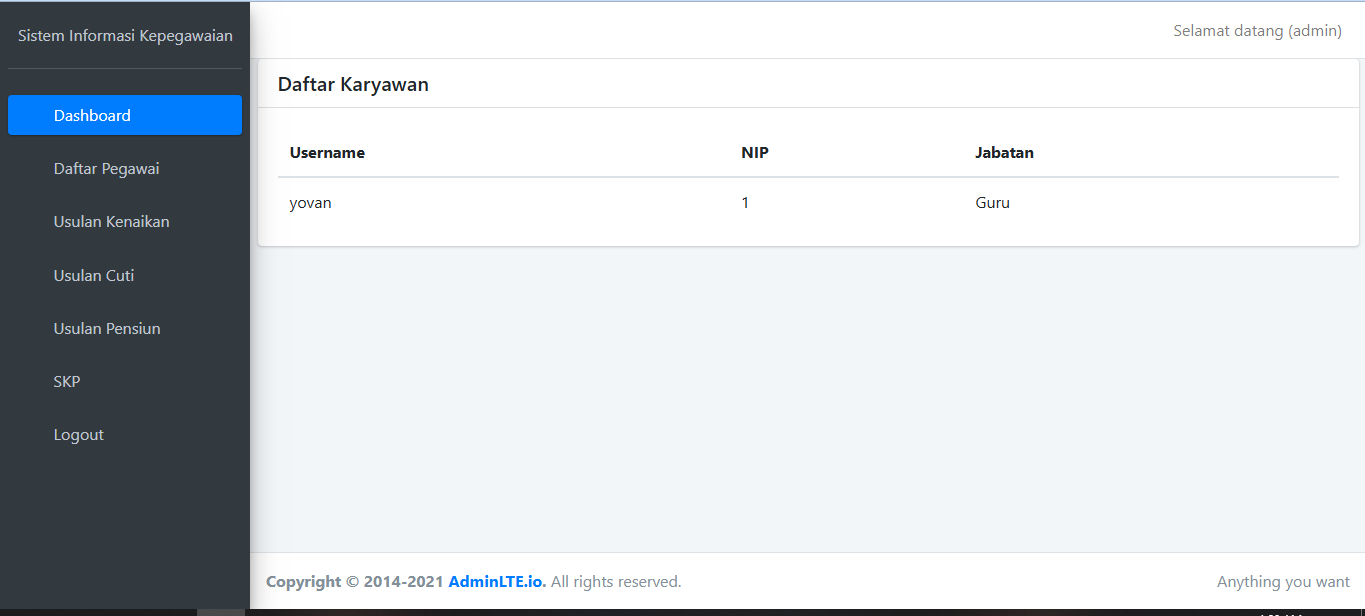 Sistem Informasi Kepegawaian
Selamat datang (admin)
Dashboard
Daftar Pegawai
Usulan Kenaikan
Usulan Cuti
Usulan Pensiun
SKP
Logout
Daftar Karyawan
Username NIP Jabatan
yovan 1 Guru
Copyright © 2014-2021 AdminLTE.io. All rights reserved.
Anything you want